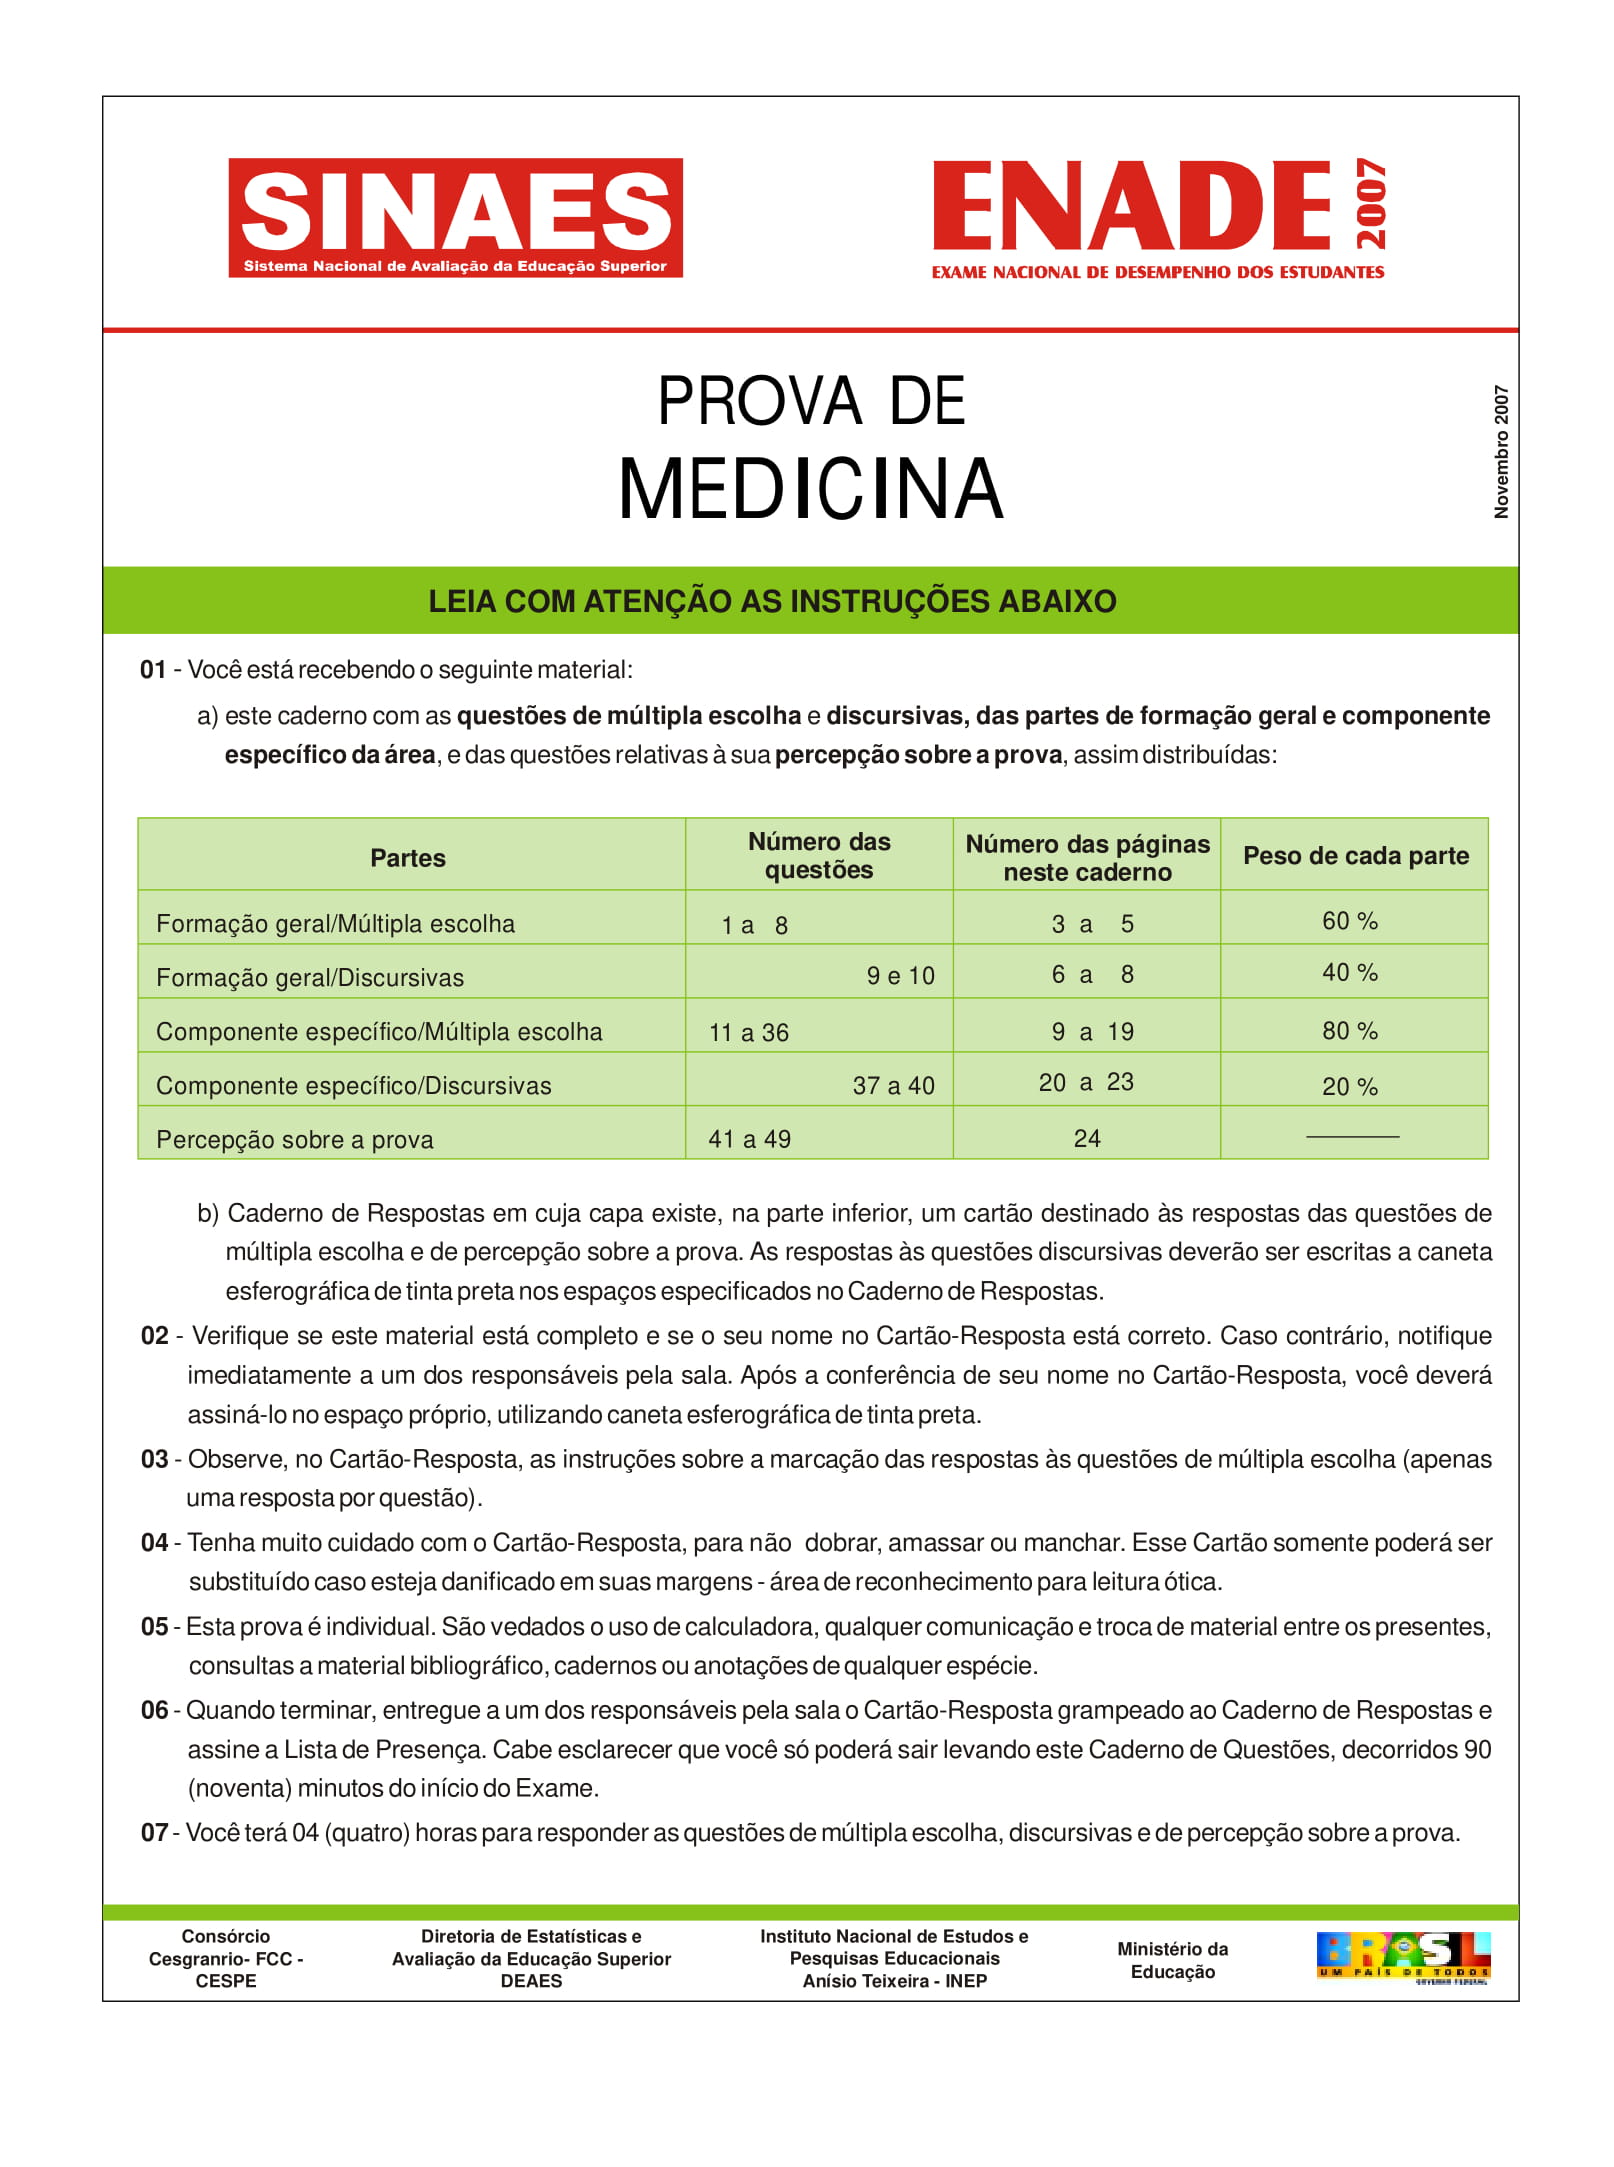 SINAES
Sistema Nacional de Avaliação da Educação Superior
ENADE 2007
EXAME NACIONAL DE DESEMPENHO DOS ESTUDANTES
PROVA DE
MEDICINA
Novembro 2007
LEIA COM ATENÇÃO AS INSTRUÇÕES ABAIXO
01 - Você está recebendo o seguinte material:
a) este caderno com as questões de múltipla escolha e discursivas, das partes de formação geral e componente
específico da área, e das questões relativas à sua percepção sobre a prova, assim distribuídas:
Partes
Número das
questões
Número das páginas
neste caderno
Peso de cada parte
Formação geral/Múltipla escolha 1 a 8 3 a 5 60 %
Formação geral/Discursivas 9 e 10 6 a 8 40 %
Componente específico/Múltipla escolha 11 a 36 9 a 19 80 %
Componente específico/Discursivas 37 a 40 20 a 23 20 %
Percepção sobre a prova 41 a 49 24
b) Caderno de Respostas em cuja capa existe, na parte inferior, um cartão destinado às respostas das questões de
múltipla escolha e de percepção sobre a prova. As respostas às questões discursivas deverão ser escritas a caneta
esferográfica de tinta preta nos espaços especificados no Caderno de Respostas.
02 - Verifique se este material está completo e se o seu nome no Cartão-Resposta está correto. Caso contrário, notifique
imediatamente a um dos responsáveis pela sala. Após a conferência de seu nome no Cartão-Resposta, você deverá
assiná-lo no espaço próprio, utilizando caneta esferográfica de tinta preta.
03 - Observe, no Cartão-Resposta, as instruções sobre a marcação das respostas às questões de múltipla escolha (apenas
uma resposta por questão).
04 - Tenha muito cuidado com o Cartão-Resposta, para não dobrar, amassar ou manchar. Esse Cartão somente poderá ser
substituído caso esteja danificado em suas margens - área de reconhecimento para leitura ótica.
05 - Esta prova é individual. São vedados o uso de calculadora, qualquer comunicação e troca de material entre os presentes,
consultas a material bibliográfico, cadernos ou anotações de qualquer espécie.
06 - Quando terminar, entregue a um dos responsáveis pela sala o Cartão-Resposta grampeado ao Caderno de Respostas e
assine a Lista de Presença. Cabe esclarecer que você só poderá sair levando este Caderno de Questões, decorridos 90
(noventa) minutos do início do Exame.
07 - Você terá 04 (quatro) horas para responder as questões de múltipla escolha, discursivas e de percepção sobre a prova.
Consórcio
Cesgranrio- FCC -
CESPE
Diretoria de Estatísticas e
Avaliação da Educação Superior
DEAES
Instituto Nacional de Estudos e
Pesquisas Educacionais
Anísio Teixeira - INEP
Ministério da
Educação
BRASIL
UM PAÍS DE TODOS
GOVERNO FEDERAL